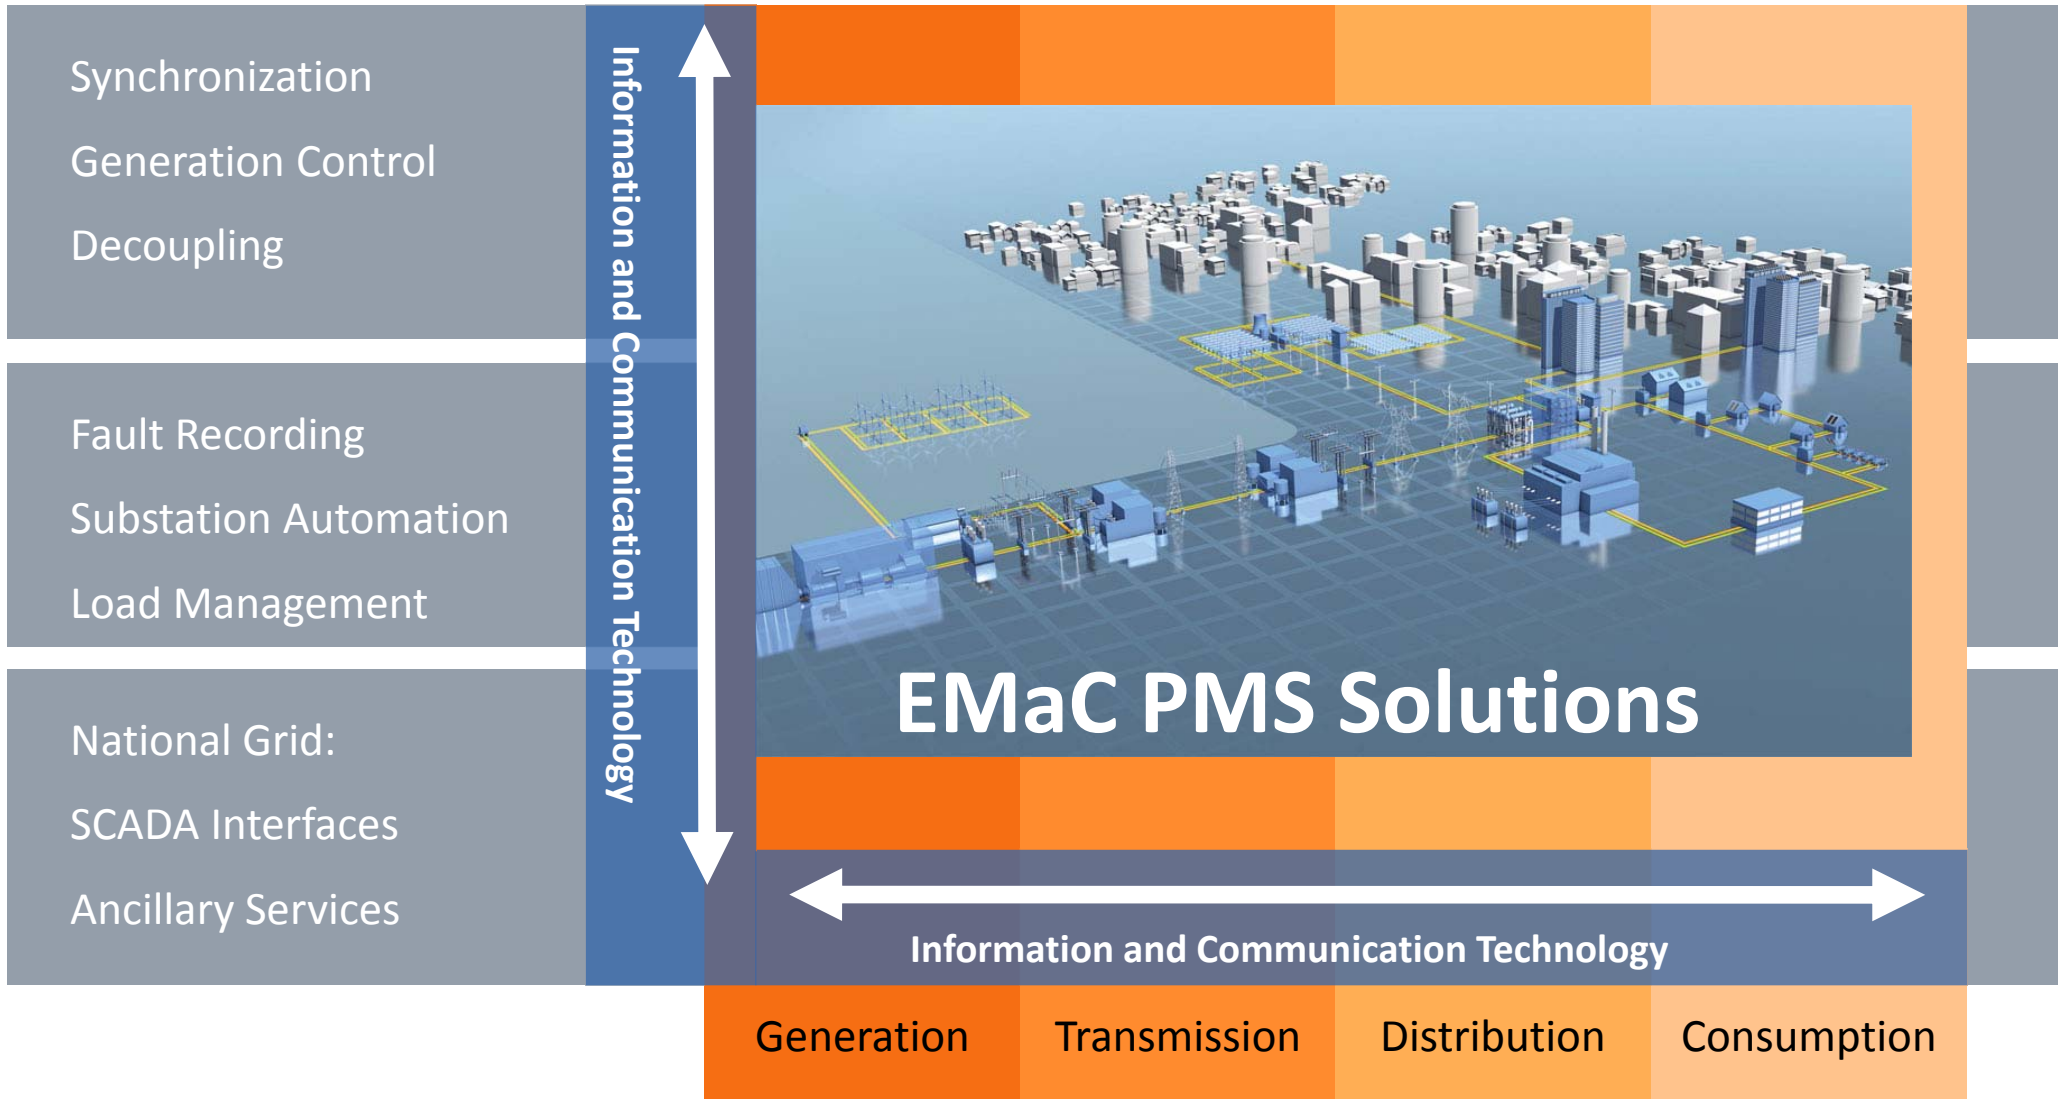 Synchronization
Generation Control
Decoupling
Fault Recording
Substation Automation
Load Management
National Grid:
SCADA Interfaces
Ancillary Services
Information and Communication Technology
EMaC PMS Solutions
Information and Communication Technology
Generation
Transmission
Distribution
Consumption